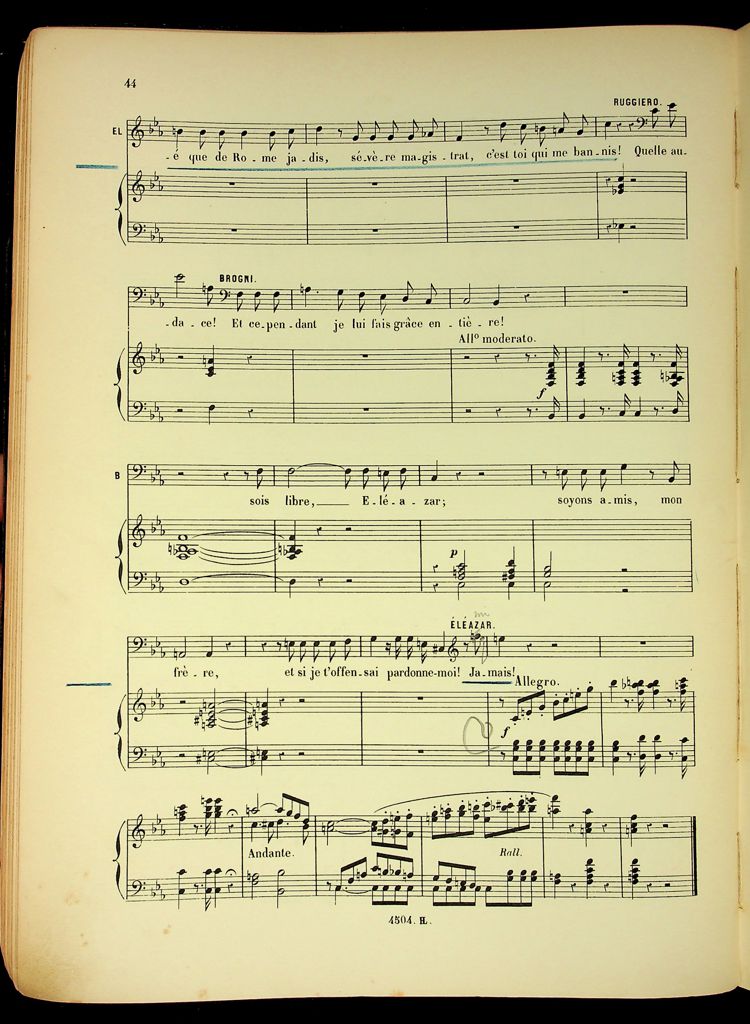 44
RUGGIERO.
EL
-é que de Ro-me ja-dis, sé-vè-re ma-gis-trat, c'est toi qui me ban-nis! Quelle au-
BROGNI.
-da-ce! Et ce-pen-dant je lui fais grâce en-tiè-re!
Allº moderato.
f
B
sois libre, E-lé-a-zar; soyons a-mis, mon
p
ÉLÉAZAR.
frè-re, et si je t'offen-sai pardonne-moi! Ja-mais!
Allegro.
f
Andante.
Rall.
4504. H.